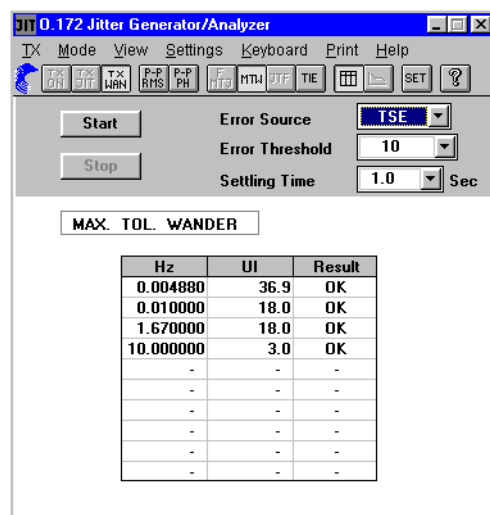 JIT O.172 Jitter Generator/Analyzer
TX Mode View Settings Keyboard Print Help
TX ON TX JIT TX WAN P-P RMS P-P PH F MTJ MTW JTF TIE SET ?
Start
Stop
Error Source TSE
Error Threshold 10
Settling Time 1.0 Sec
MAX. TOL. WANDER
Hz UI Result
0.004880 36.9 OK
0.010000 18.0 OK
1.670000 18.0 OK
10.000000 3.0 OK
- - -
- - -
- - -
- - -
- - -
- - -